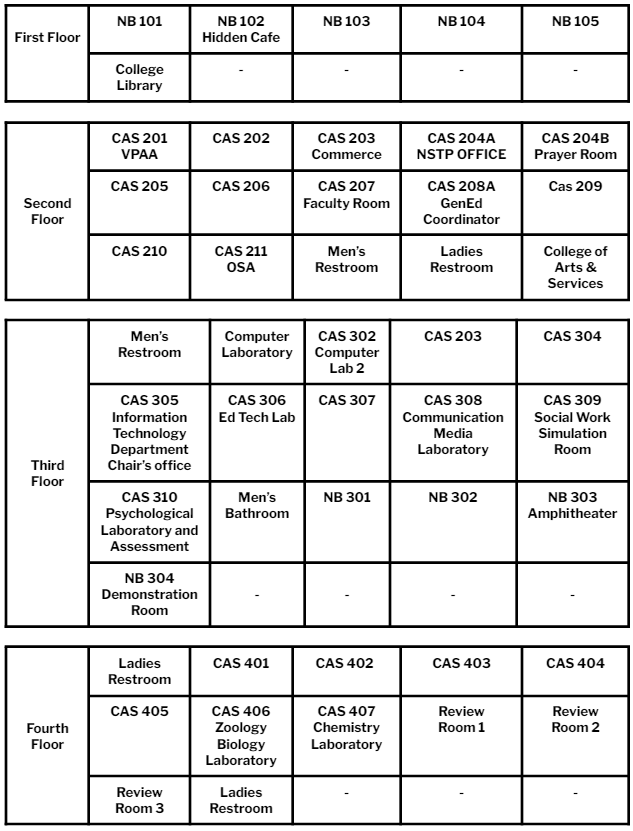 First Floor
NB 101
NB 102
Hidden Cafe
NB 103
NB 104
NB 105
College
Library
-
-
-
-
Second
Floor
CAS 201
VPAA
CAS 202
CAS 203
Commerce
CAS 204A
NSTP OFFICE
CAS 204B
Prayer Room
CAS 205
CAS 206
CAS 207
Faculty Room
CAS 208A
GenEd
Coordinator
Cas 209
CAS 210
CAS 211
OSA
Men's
Restroom
Ladies
Restroom
College of
Arts &
Services
Third
Floor
Men's
Restroom
Computer
Laboratory
CAS 302
Computer
Lab 2
CAS 203
CAS 304
CAS 305
Information
Technology
Department
Chair's office
CAS 306
Ed Tech Lab
CAS 307
CAS 308
Communication
Media
Laboratory
CAS 309
Social Work
Simulation
Room
CAS 310
Psychological
Laboratory and
Assessment
Men's
Bathroom
NB 301
NB 302
NB 303
Amphitheater
NB 304
Demonstration
Room
-
-
-
-
Fourth
Floor
Ladies
Restroom
CAS 401
CAS 402
CAS 403
CAS 404
CAS 405
CAS 406
Zoology
Biology
Laboratory
CAS 407
Chemistry
Laboratory
Review
Room 1
Review
Room 2
Review
Room 3
Ladies
Restroom
-
-
-